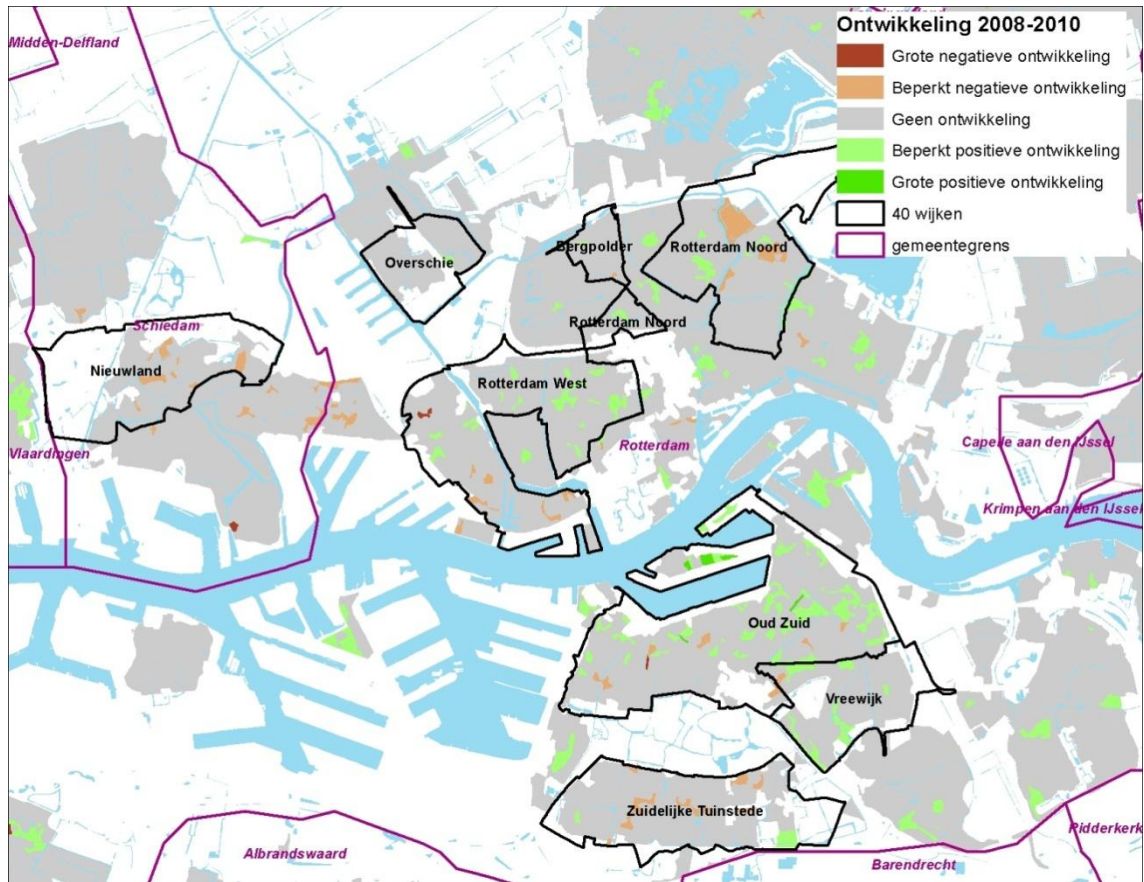 Midden-Delfland
Ontwikkeling 2008-2010
Grote negatieve ontwikkeling
Beperkt negatieve ontwikkeling
Geen ontwikkeling
Beperkt positieve ontwikkeling
Grote positieve ontwikkeling
40 wijken
gemeentegrens
Bergpolder
Rotterdam Noord
Overschie
Rotterdam Noord
Schiedam
Nieuwland
Rotterdam West
Rotterdam
Capelle aan den IJssel
Vlaardingen
Krimpen aan den IJssel
Oud Zuid
Vreewijk
Zuidelijke Tuinstede
Pidderkerk
Albrandswaard
Barendrecht